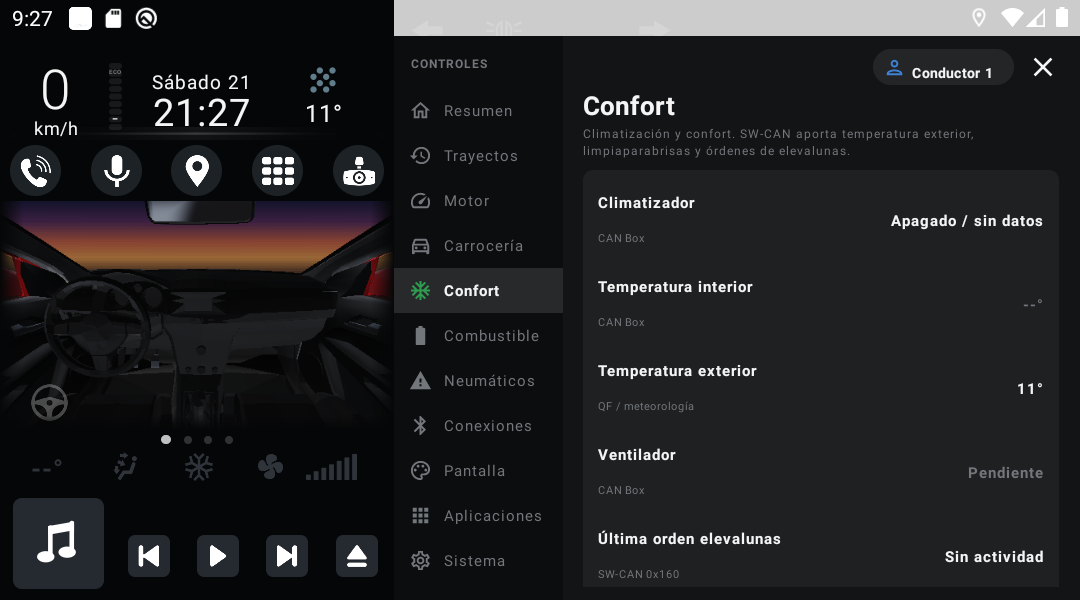 9:27
0
km/h
ECO
Sábado 21
21:27
11°
--°
CONTROLES
Resumen
Trayectos
Motor
Carrocería
Confort
Combustible
Neumáticos
Conexiones
Pantalla
Aplicaciones
Sistema
Conductor 1
Confort
Climatización y confort. SW-CAN aporta temperatura exterior,
limpiaparabrisas y órdenes de elevalunas.
Climatizador
Apagado / sin datos
CAN Box
Temperatura interior
--°
CAN Box
Temperatura exterior
11°
QF / meteorología
Ventilador
Pendiente
CAN Box
Última orden elevalunas
Sin actividad
SW-CAN 0x160